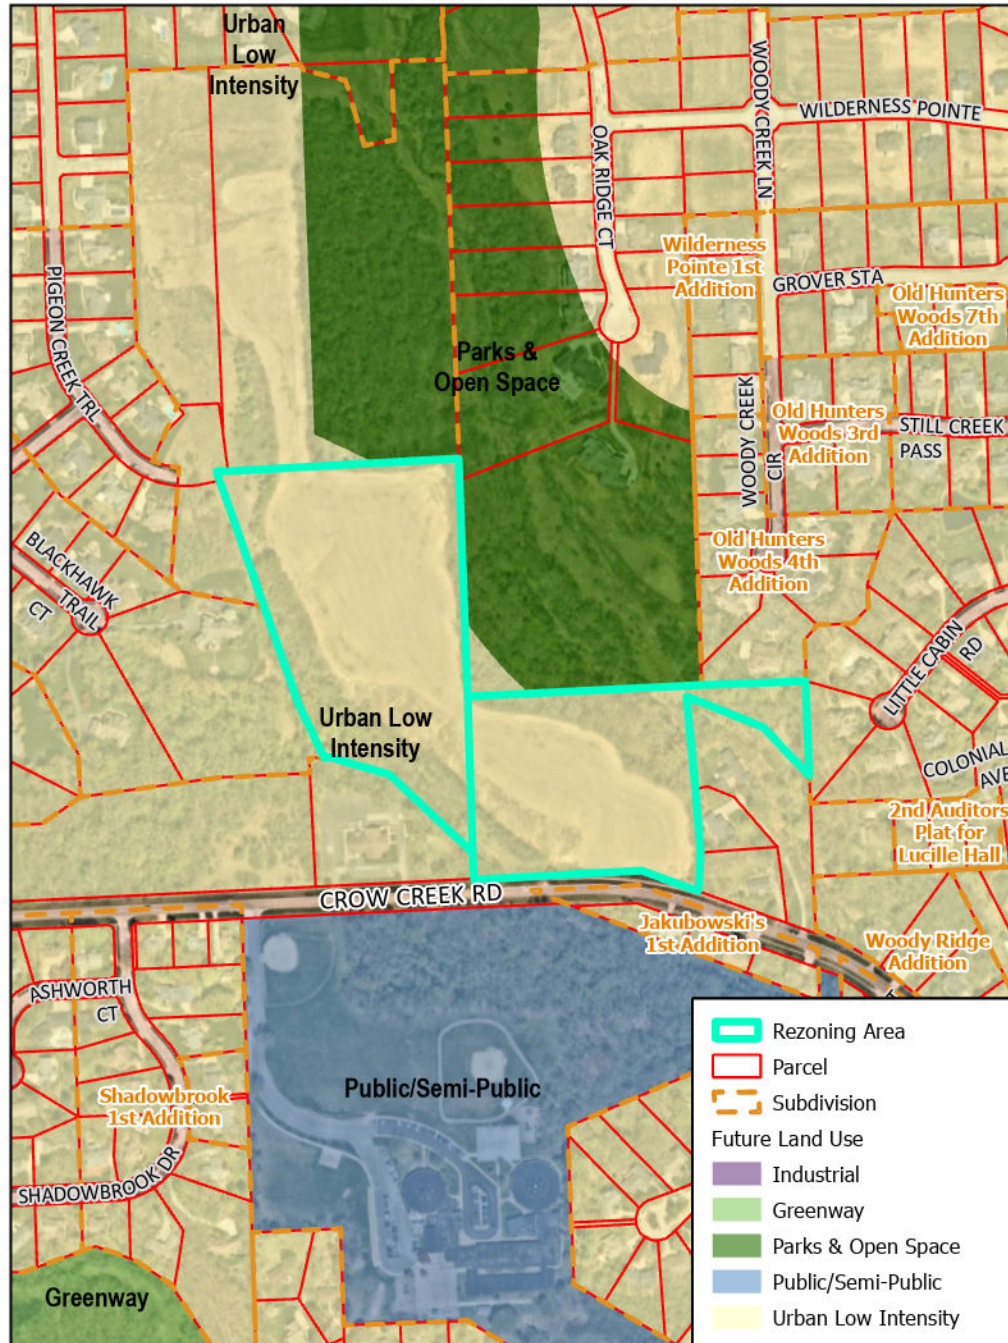 Urban
Low
Intensity
WOODY CREEK LN
WILDERNESS POINTE
OAK RIDGE CT
PIGEON CREEK TRL
Wilderness
Pointe 1st
Addition
GROVER STA
Old Hunters
Woods 7th
Addition
Parks &
Open Space
WOODY CREEK
CIR
Old Hunters
Woods 3rd
Addition
STILL CREEK
PASS
BLACKHAWK
TRAIL
CT
Old Hunters
Woods 4th
Addition
LITTLE CABIN
RD
Urban Low
Intensity
COLONIAL
AVE
2nd Auditors
Plat for
Lucille Hall
CROW CREEK RD
Jakubowski's
1st Addition
Woody Ridge
Addition
ASHWORTH
CT
Shadowbrook
1st Addition
Public/Semi-Public
SHADOWBROOK DR
Greenway
Rezoning Area
Parcel
Subdivision
Future Land Use
Industrial
Greenway
Parks & Open Space
Public/Semi-Public
Urban Low Intensity